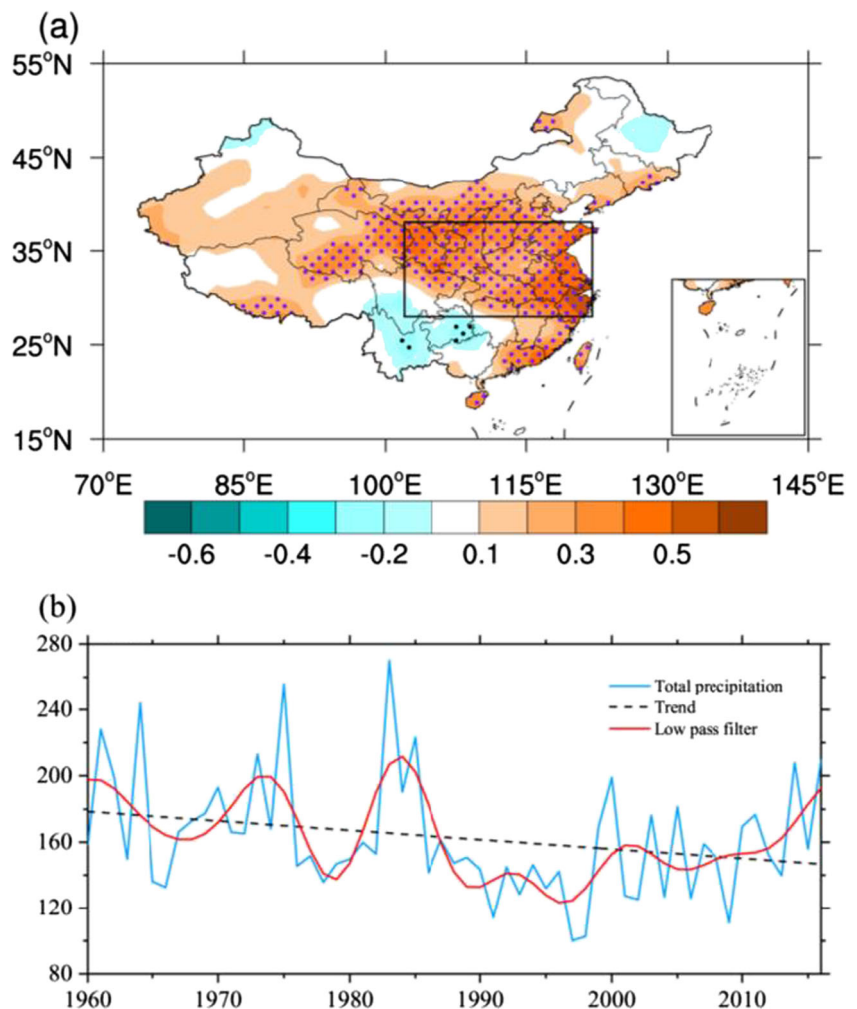 (a)
55°N
45°N
35°N
25°N
15°N
70°E 85°E 100°E 115°E 130°E 145°E
-0.6 -0.4 -0.2 0.1 0.3 0.5
(b)
280
240
200
160
120
80
Total precipitation
Trend
Low pass filter
1960 1970 1980 1990 2000 2010